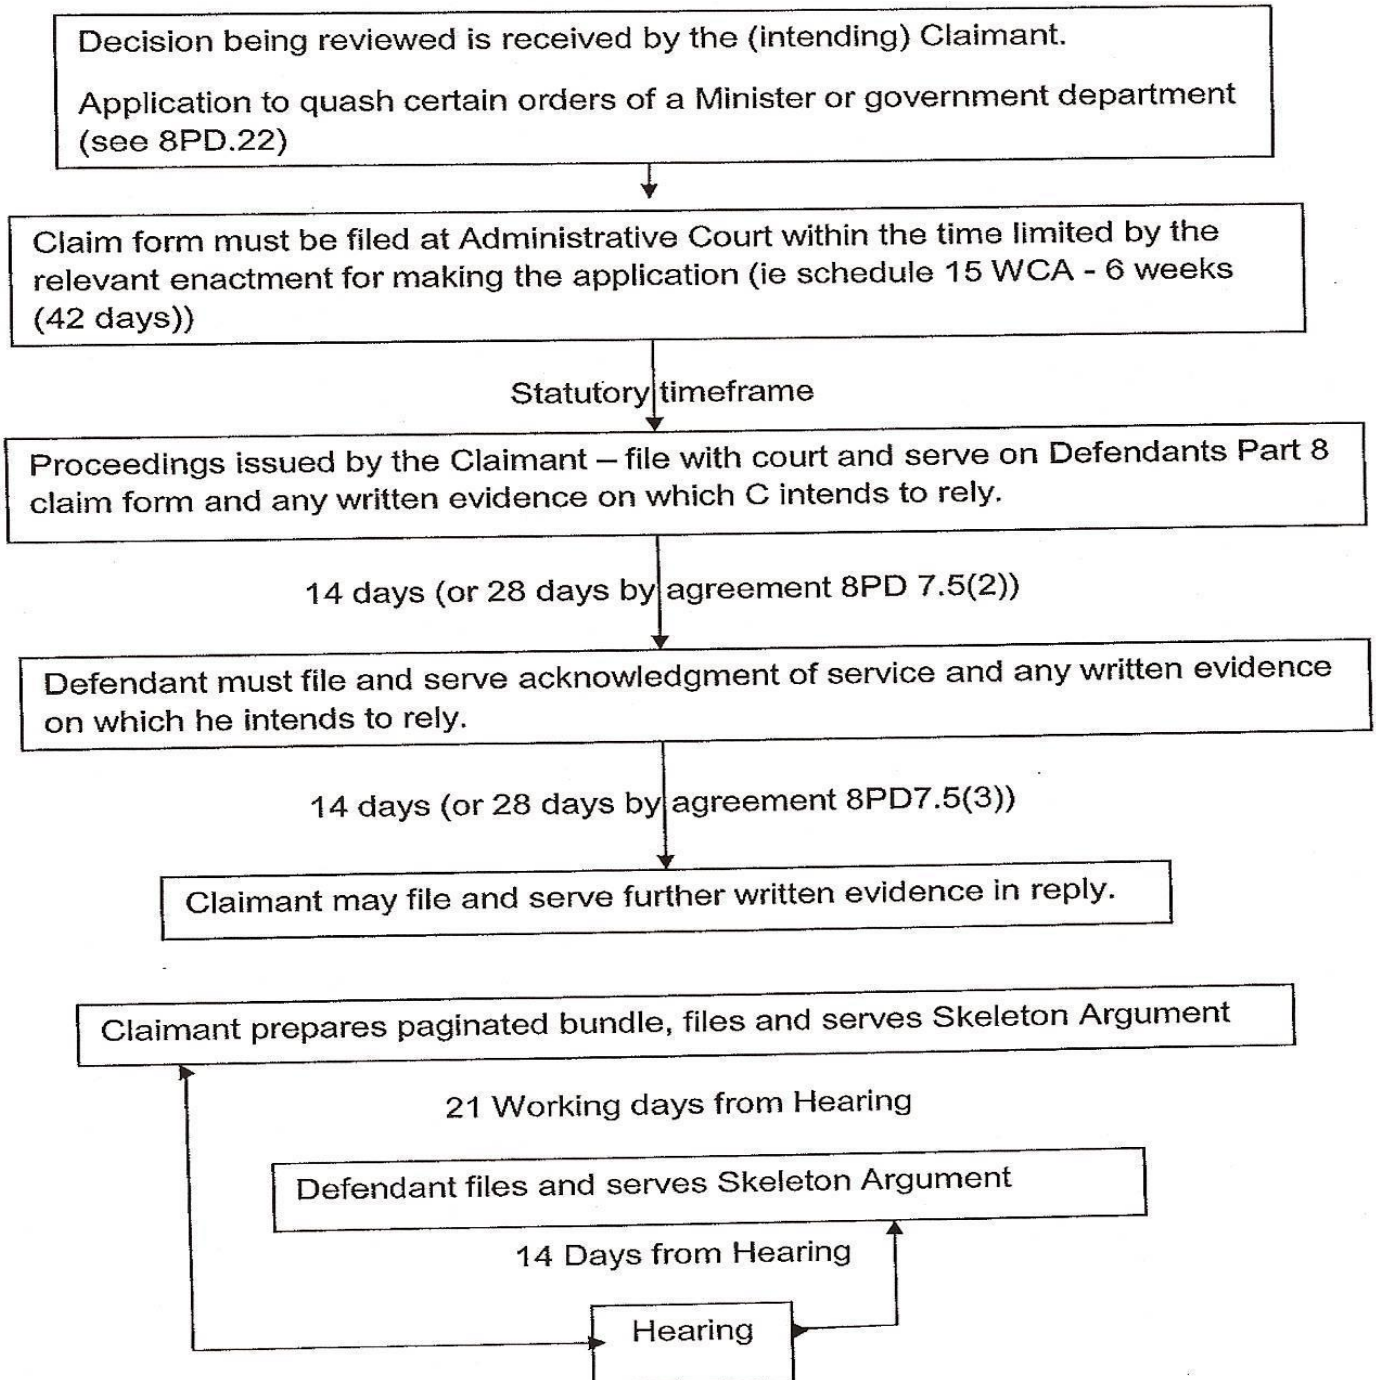 Decision being reviewed is received by the (intending) Claimant.
Application to quash certain orders of a Minister or government department
(see 8PD.22)
Claim form must be filed at Administrative Court within the time limited by the
relevant enactment for making the application (ie schedule 15 WCA - 6 weeks
(42 days))
Statutory timeframe
Proceedings issued by the Claimant – file with court and serve on Defendants Part 8
claim form and any written evidence on which C intends to rely.
14 days (or 28 days by agreement 8PD 7.5(2))
Defendant must file and serve acknowledgment of service and any written evidence
on which he intends to rely.
14 days (or 28 days by agreement 8PD7.5(3))
Claimant may file and serve further written evidence in reply.
Claimant prepares paginated bundle, files and serves Skeleton Argument
21 Working days from Hearing
Defendant files and serves Skeleton Argument
14 Days from Hearing
Hearing